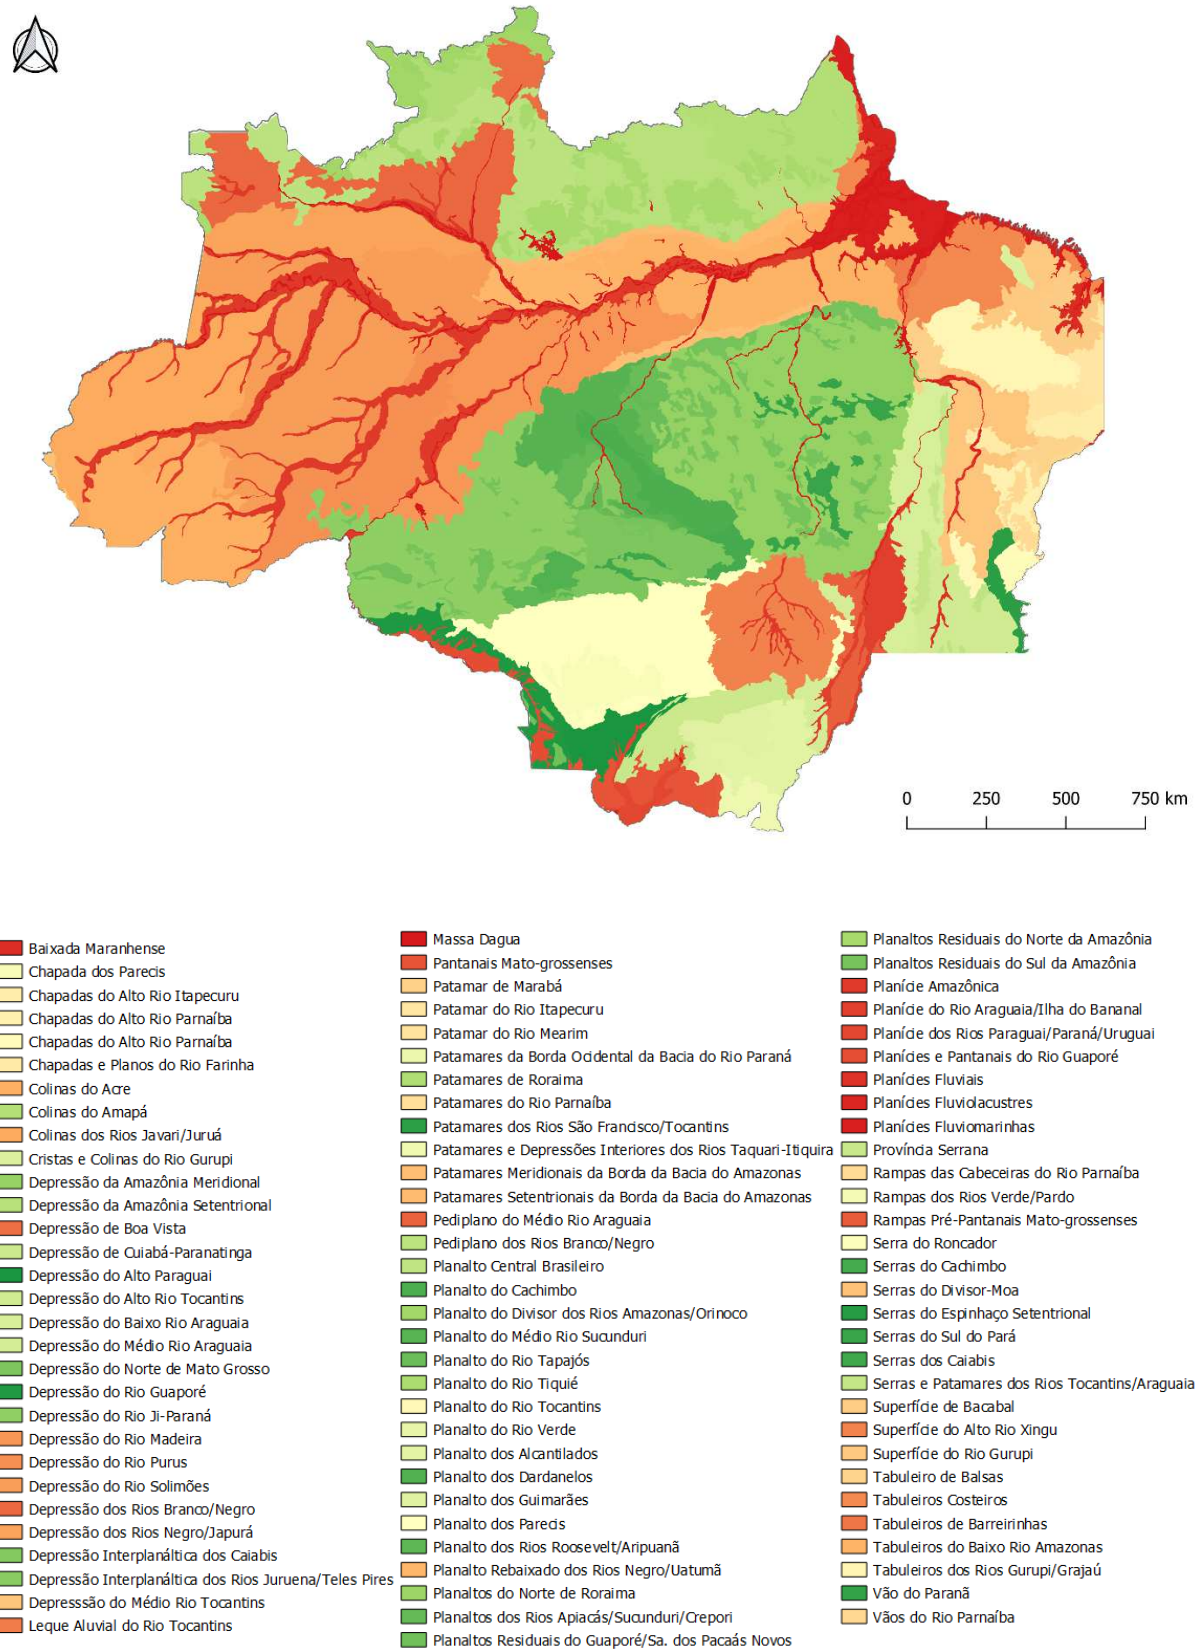 0 250 500 750 km
Baixada Maranhense
Chapada dos Parecis
Chapadas do Alto Rio Itapecuru
Chapadas do Alto Rio Parnaíba
Chapadas do Alto Rio Parnaíba
Chapadas e Planos do Rio Farinha
Colinas do Acre
Colinas do Amapá
Colinas dos Rios Javari/Juruá
Cristas e Colinas do Rio Gurupi
Depressão da Amazônia Meridional
Depressão da Amazônia Setentrional
Depressão de Boa Vista
Depressão de Cuiabá-Paranatinga
Depressão do Alto Paraguai
Depressão do Alto Rio Tocantins
Depressão do Baixo Rio Araguaia
Depressão do Médio Rio Araguaia
Depressão do Norte de Mato Grosso
Depressão do Rio Guaporé
Depressão do Rio Ji-Paraná
Depressão do Rio Madeira
Depressão do Rio Purus
Depressão do Rio Solimões
Depressão dos Rios Branco/Negro
Depressão dos Rios Negro/Japurá
Depressão Interplanáltica dos Caiabis
Depressão Interplanáltica dos Rios Juruena/Teles Pires
Depresssão do Médio Rio Tocantins
Leque Aluvial do Rio Tocantins
Massa Dagua
Pantanais Mato-grossenses
Patamar de Marabá
Patamar do Rio Itapecuru
Patamar do Rio Mearim
Patamares da Borda Ocidental da Bacia do Rio Paraná
Patamares de Roraima
Patamares do Rio Parnaíba
Patamares dos Rios São Francisco/Tocantins
Patamares e Depressões Interiores dos Rios Taquari-Itiquira
Patamares Meridionais da Borda da Bacia do Amazonas
Patamares Setentrionais da Borda da Bacia do Amazonas
Pediplano do Médio Rio Araguaia
Pediplano dos Rios Branco/Negro
Planalto Central Brasileiro
Planalto do Cachimbo
Planalto do Divisor dos Rios Amazonas/Orinoco
Planalto do Médio Rio Sucunduri
Planalto do Rio Tapajós
Planalto do Rio Tiquié
Planalto do Rio Tocantins
Planalto do Rio Verde
Planalto dos Alcantilados
Planalto dos Dardanelos
Planalto dos Guimarães
Planalto dos Parecis
Planalto dos Rios Roosevelt/Aripuanã
Planalto Rebaixado dos Rios Negro/Uatumã
Planaltos do Norte de Roraima
Planaltos dos Rios Apiacás/Sucunduri/Crepori
Planaltos Residuais do Guaporé/Sa. dos Pacaás Novos
Planaltos Residuais do Norte da Amazônia
Planaltos Residuais do Sul da Amazônia
Planície Amazônica
Planície do Rio Araguaia/Ilha do Bananal
Planície dos Rios Paraguai/Paraná/Uruguai
Planícies e Pantanais do Rio Guaporé
Planícies Fluviais
Planícies Fluviolacustres
Planícies Fluviomarinhas
Província Serrana
Rampas das Cabeceiras do Rio Parnaíba
Rampas dos Rios Verde/Pardo
Rampas Pré-Pantanais Mato-grossenses
Serra do Roncador
Serras do Cachimbo
Serras do Divisor-Moa
Serras do Espinhaço Setentrional
Serras do Sul do Pará
Serras dos Caiabis
Serras e Patamares dos Rios Tocantins/Araguaia
Superfície de Bacabal
Superfície do Alto Rio Xingu
Superfície do Rio Gurupi
Tabuleiro de Balsas
Tabuleiros Costeiros
Tabuleiros de Barreirinhas
Tabuleiros do Baixo Rio Amazonas
Tabuleiros dos Rios Gurupi/Grajaú
Vão do Paranã
Vãos do Rio Parnaíba